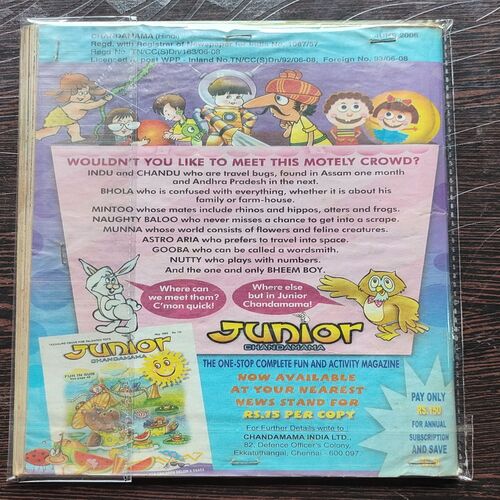 CHANDAMAMA (Hindi)
2006
Regd. with Registrar of Newspaper for India No. 1087/57
Regd No. TN/CC(S)Dn/163/06-08
Licenced to post WPP - Inland No.TN/CC(S)Dn/92/06-08, Foreign No. 93/06-08
WOULDN'T YOU LIKE TO MEET THIS MOTELY CROWD?
INDU and CHANDU who are travel bugs, found in Assam one month
and Andhra Pradesh in the next.
BHOLA who is confused with everything, whether it is about his
family or farm-house.
MINTOO whose mates include rhinos and hippos, otters and frogs.
NAUGHTY BALOO who never misses a chance to get into a scrape.
MUNNA whose world consists of flowers and feline creatures.
ASTRO ARIA who prefers to travel into space.
GOOBA who can be called a wordsmith.
NUTTY who plays with numbers.
And the one and only BHEEM BOY.
Where can
we meet them?
C'mon quick!
Where else
but in Junior
Chandamama!
Junior
CHANDAMAMA
THE ONE-STOP COMPLETE FUN AND ACTIVITY MAGAZINE
Junior
CHANDAMAMA
NOW AVAILABLE
AT YOUR NEAREST
NEWS STAND FOR
RS.15 PER COPY
PAY ONLY
RS.150
FOR ANNUAL
SUBSCRIPTION
AND SAVE
For Further Details write to :
CHANDAMAMA INDIA LTD.,
82, Defence Officer's Colony,
Ekkatuthangal, Chennai - 600 097.